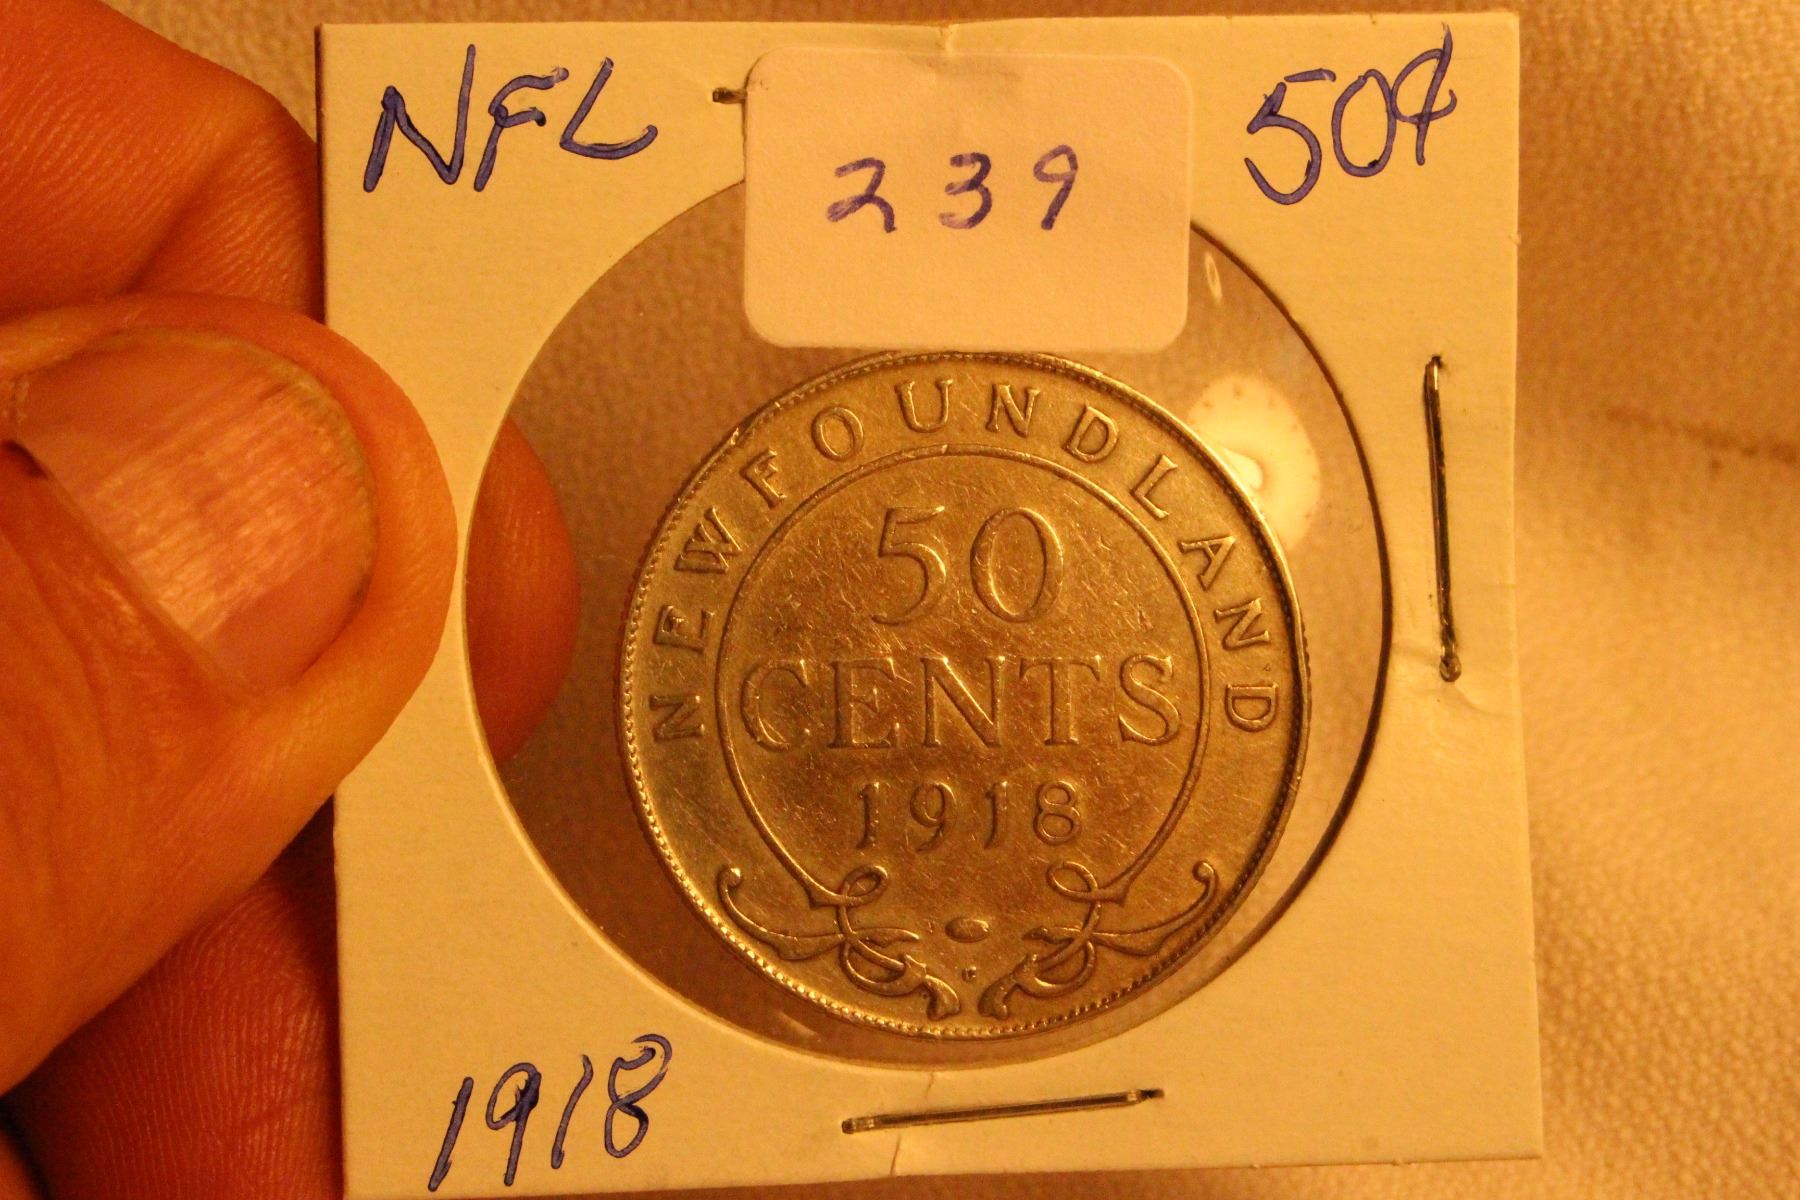 NFL
239
50¢
NEWFOUNDLAND
50
CENTS
1918
C
1918